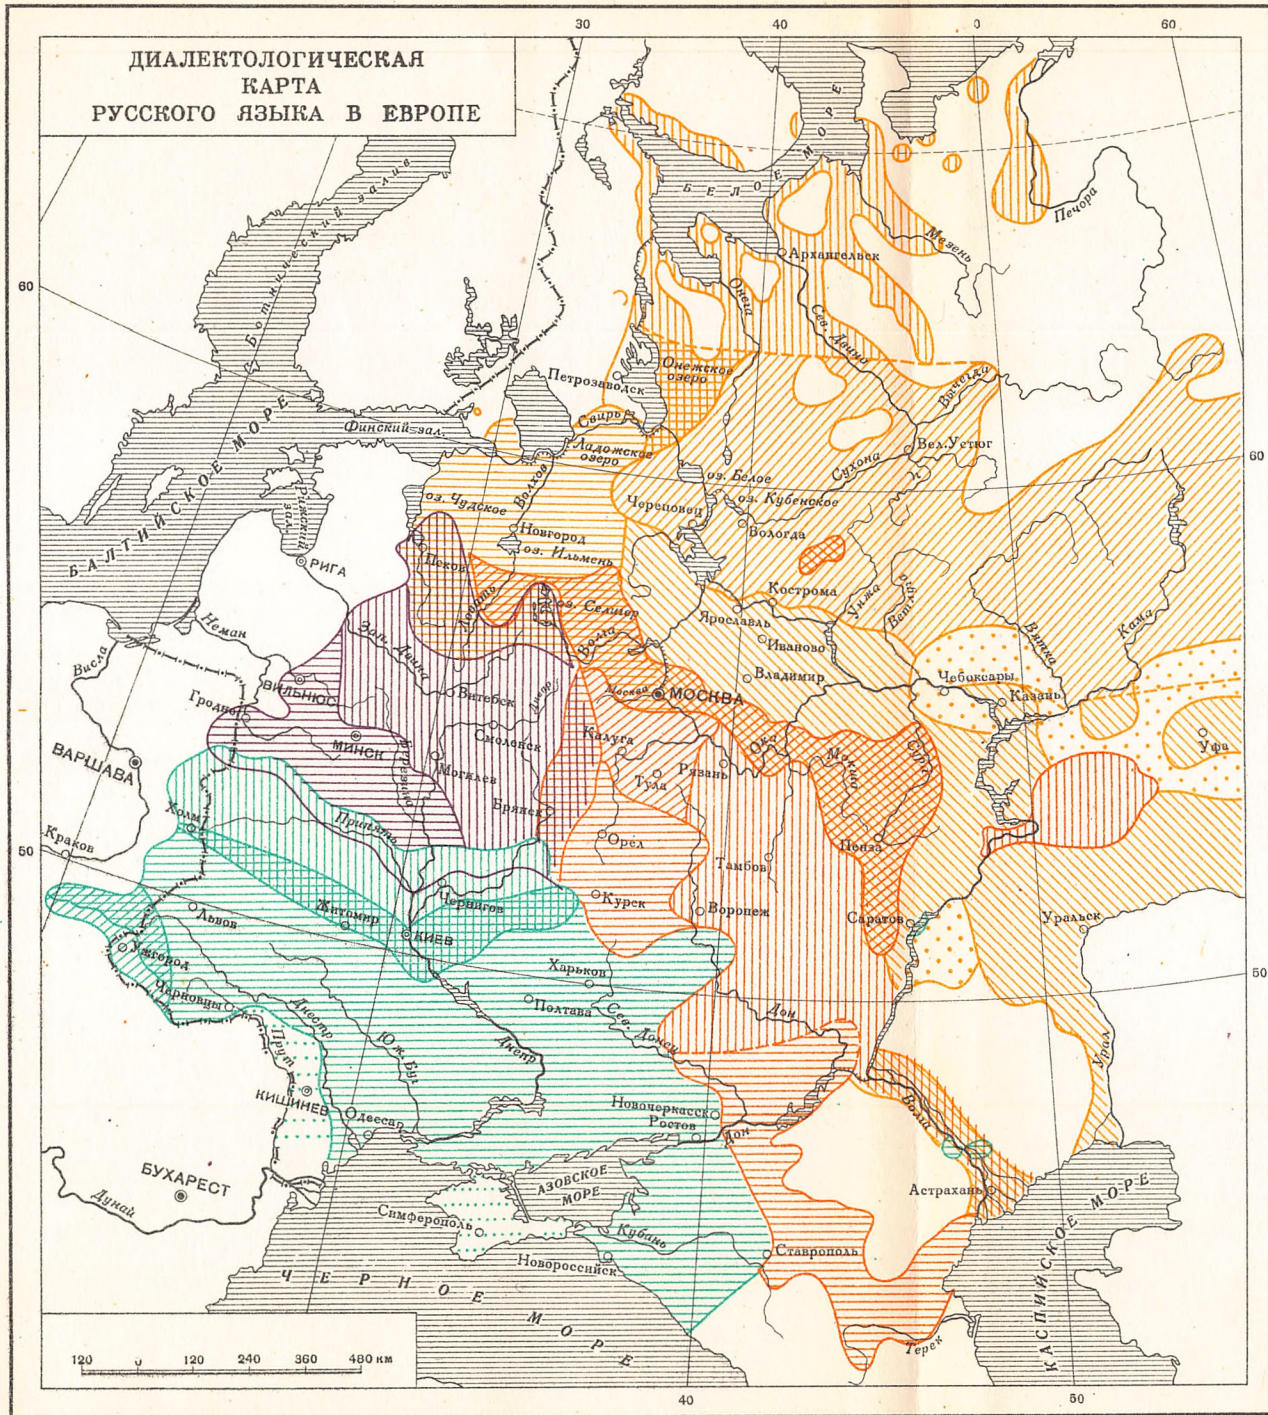 ДИАЛЕКТОЛОГИЧЕСКАЯ
КАРТА
РУССКОГО ЯЗЫКА В ЕВРОПЕ
30
40
0
60
БЕЛОЕ МОРЕ
Печора
Мезень
Архангельск
Онега
Сев. Двина
Ботнический залив
60
Онежское
озеро
Петрозаводск
Вычегда
Свирь
Финский зал.
Ладожское
озеро
Вел. Устюг
Сухона
60
оз. Белое
оз. Кубенское
Волхов
оз. Чудское
Череповец
Вологда
Новгород
оз. Ильмень
БАЛТИЙСКОЕ МОРЕ
Рижский
зал.
РИГА
Псков
Ловать
оз. Селигер
Кострома
Унжа
Ветлуга
Ярославль
Иваново
Вятка
Кама
Неман
Зап. Двина
Волга
Висла
Владимир
Чебоксары
Казань
ВИЛЬНЮС
Витебск
Днепр
Москва
МОСКВА
Гродно
МИНСК
Смоленск
Калуга
Ока
Мокша
Сура
Уфа
ВАРШАВА
Березина
Могилев
Рязань
Тула
Брянск
Холм
Припять
Краков
50
Орел
Пенза
Тамбов
Чернигов
Курск
Воронеж
Житомир
Львов
КИЕВ
Саратов
Уральск
Ужгород
Харьков
50
Черновцы
Днестр
Полтава
Сев. Донец
Дон
Прут
Юж. Буг
Днепр
Урал
КИШИНЕВ
Одесса
Новочеркасск
Ростов
Дон
Волга
БУХАРЕСТ
Дунай
АЗОВСКОЕ
МОРЕ
Астрахань
Симферополь
Кубань
Ставрополь
Новороссийск
ЧЕРНОЕ МОРЕ
КАСПИЙСКОЕ МОРЕ
Терек
120 0 120 240 360 480 км
40
50